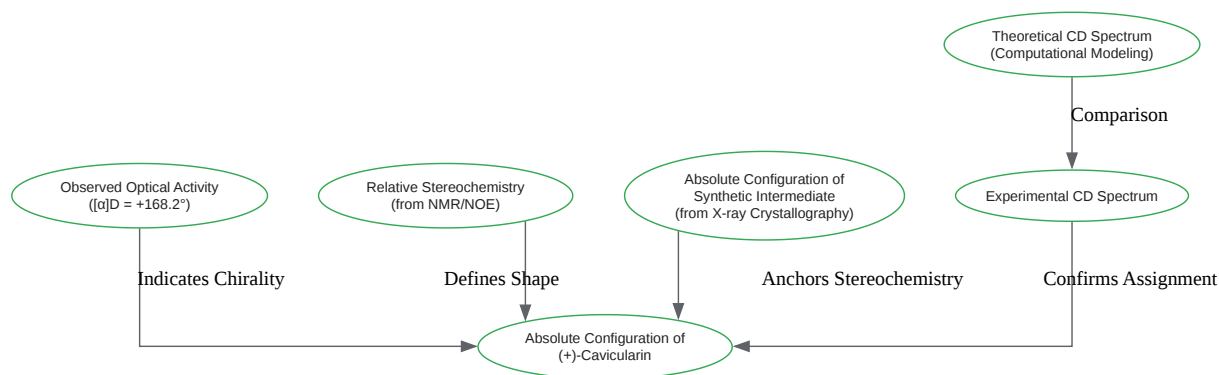 Theoretical CD Spectrum
(Computational Modeling)
Comparison
Observed Optical Activity
([α]D = +168.2°)
Relative Stereochemistry
(from NMR/NOE)
Absolute Configuration of
Synthetic Intermediate
(from X-ray Crystallography)
Experimental CD Spectrum
Indicates Chirality
Defines Shape
Anchors Stereochemistry
Confirms Assignment
Absolute Configuration of
(+)-Cavicularin